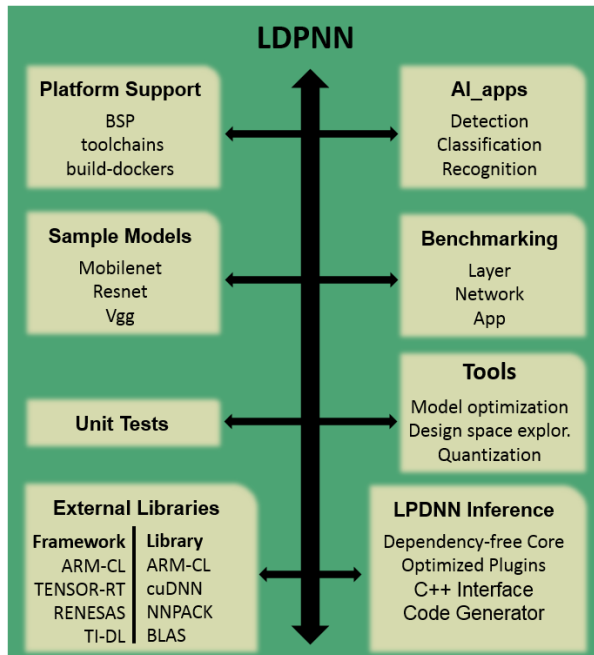 LDPNN
Platform Support
BSP
toolchains
build-dockers
AI_apps
Detection
Classification
Recognition
Sample Models
Mobilenet
Resnet
Vgg
Benchmarking
Layer
Network
App
Unit Tests
Tools
Model optimization
Design space explor.
Quantization
External Libraries
Framework
ARM-CL
TENSOR-RT
RENESAS
TI-DL
Library
ARM-CL
cuDNN
NNPACK
BLAS
LPDNN Inference
Dependency-free Core
Optimized Plugins
C++ Interface
Code Generator